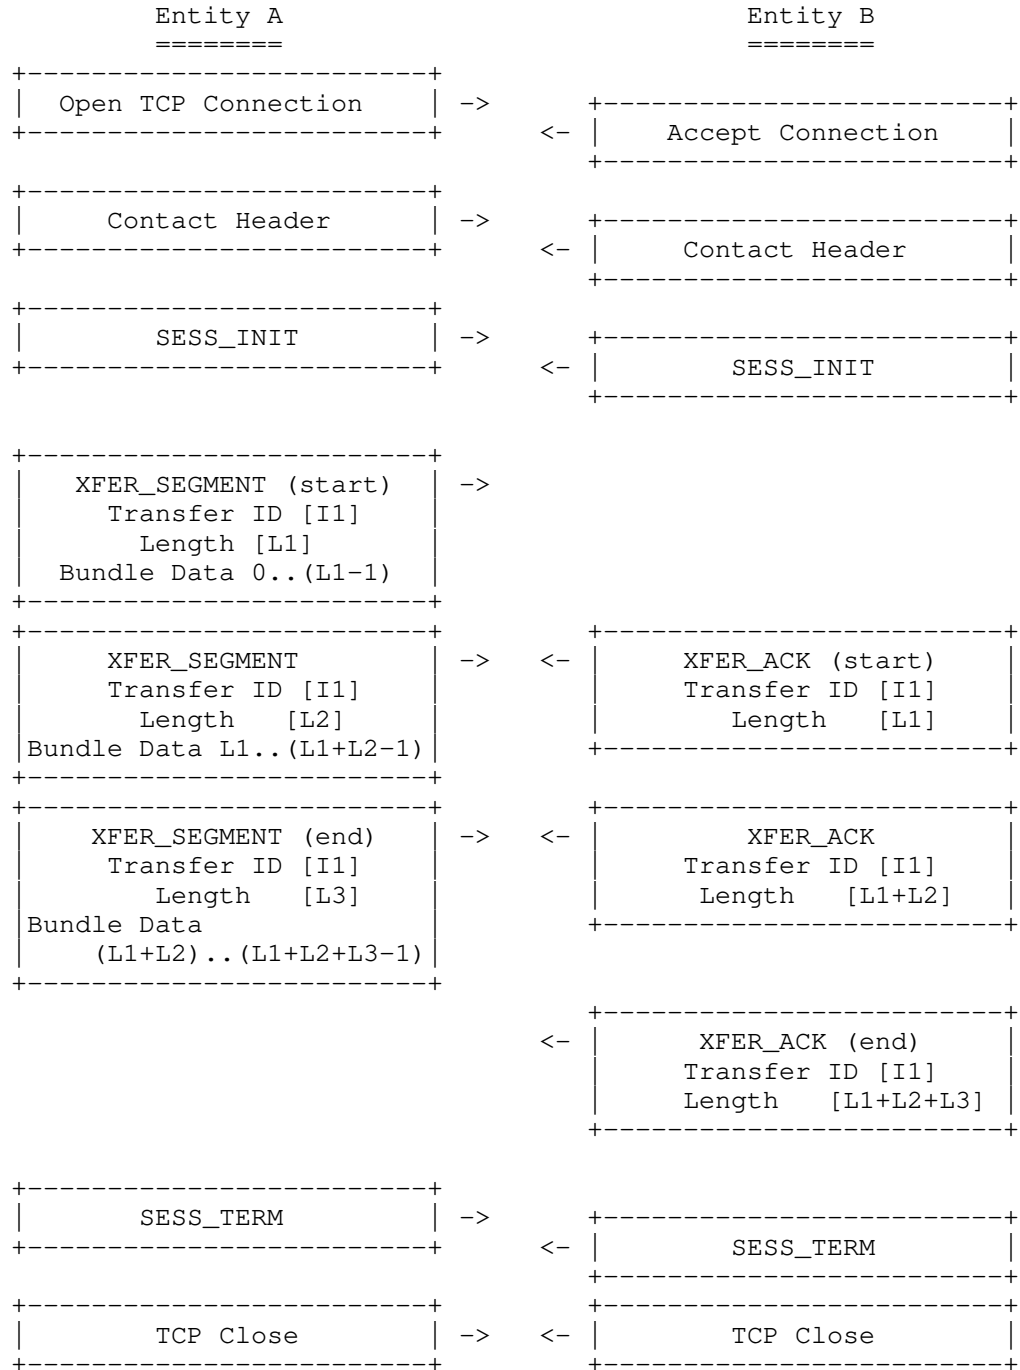 Entity A Entity B
======== ========
Open TCP Connection ->
<- Accept Connection
Contact Header ->
<- Contact Header
SESS_INIT ->
<- SESS_INIT
XFER_SEGMENT (start) ->
Transfer ID [I1]
Length [L1]
Bundle Data 0..(L1-1)
XFER_SEGMENT -> <- XFER_ACK (start)
Transfer ID [I1] Transfer ID [I1]
Length [L2] Length [L1]
Bundle Data L1..(L1+L2-1)
XFER_SEGMENT (end) -> <- XFER_ACK
Transfer ID [I1] Transfer ID [I1]
Length [L3] Length [L1+L2]
Bundle Data
(L1+L2)..(L1+L2+L3-1)
<- XFER_ACK (end)
Transfer ID [I1]
Length [L1+L2+L3]
SESS_TERM ->
<- SESS_TERM
TCP Close -> <- TCP Close